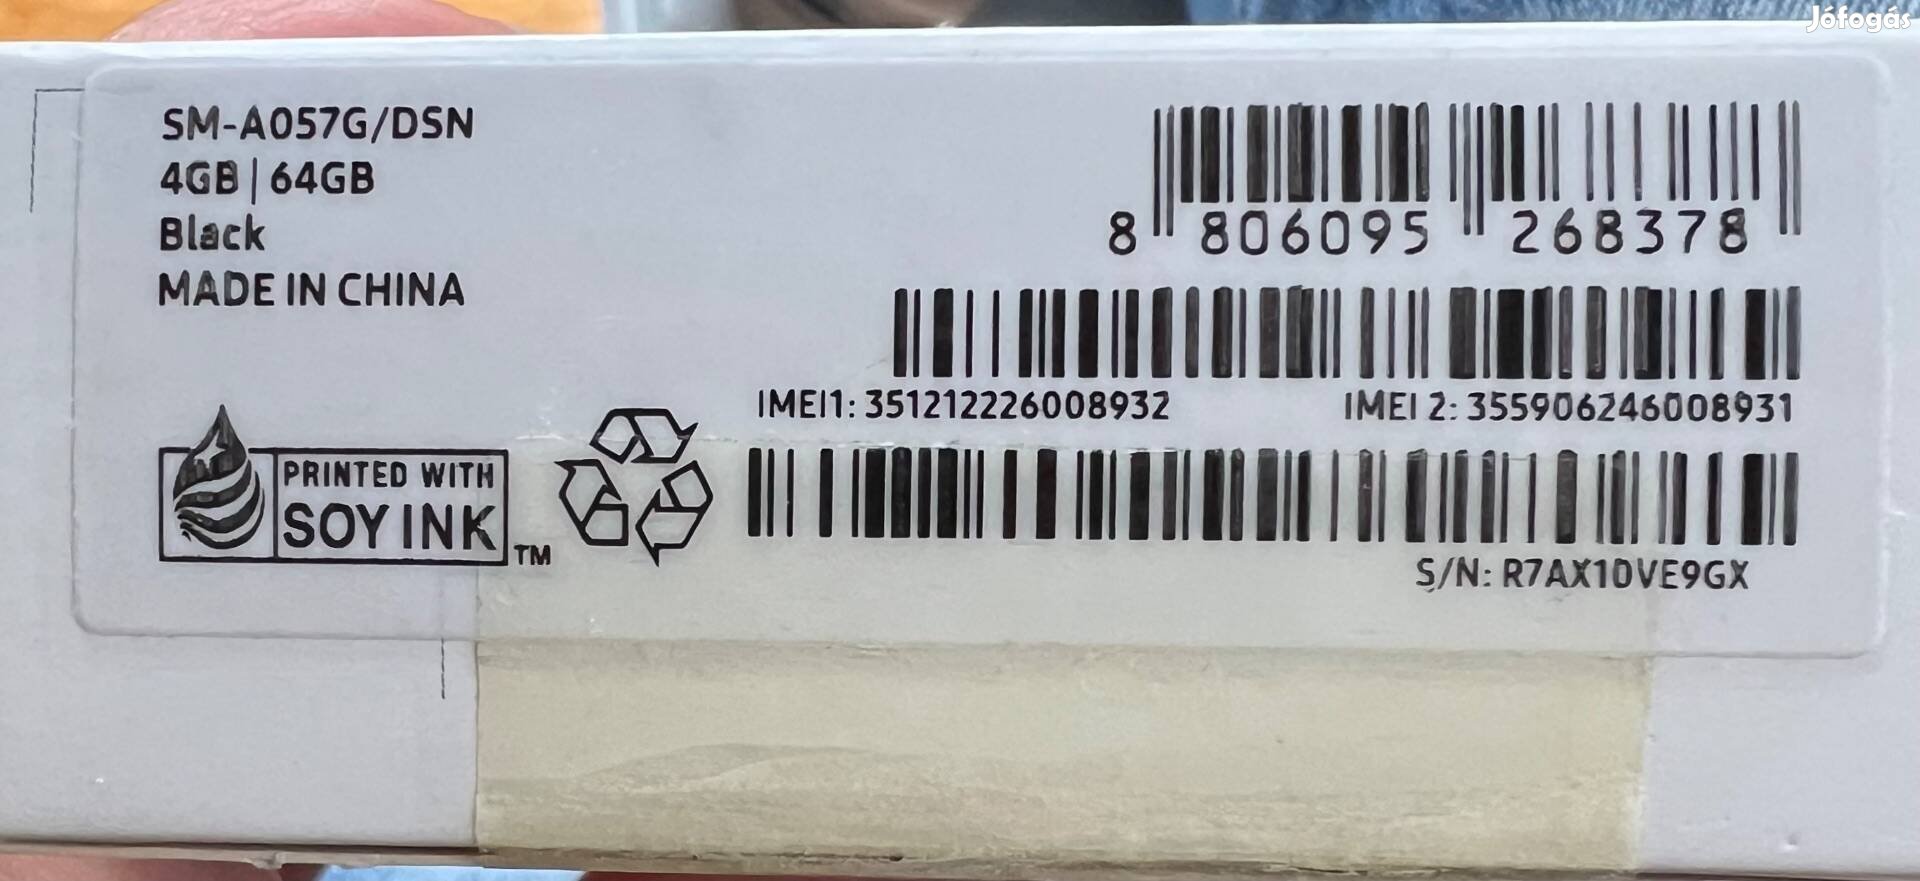 Jófogás
SM-A057G/DSN
4GB | 64GB
Black
MADE IN CHINA
8 806095 268378
IMEI1: 351212226008932
IMEI 2: 355906246008931
PRINTED WITH
SOY INK
TM
S/N: R7AX10VE9GX